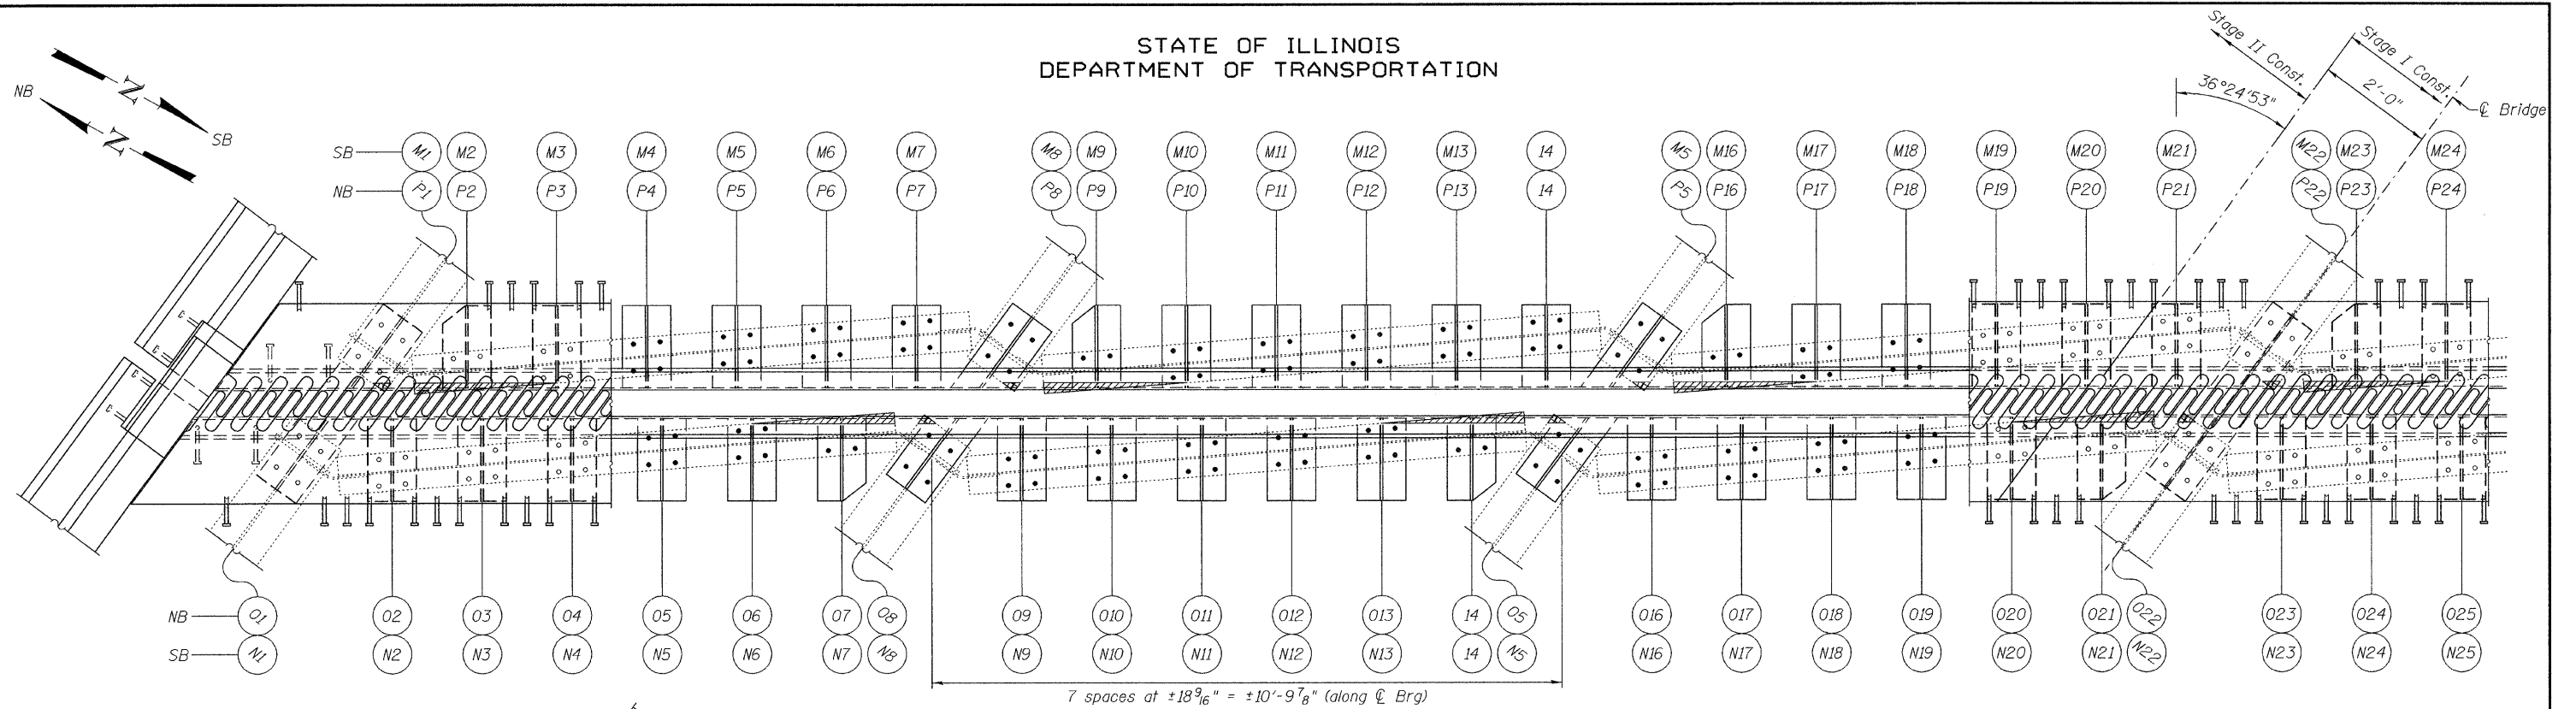 STATE OF ILLINOIS
DEPARTMENT OF TRANSPORTATION
NB
N
N
SB
Stage II Const.
Stage I Const.
36°24'53"
2'-0"
℄ Bridge
SB M1 M2 M3 M4 M5 M6 M7 M8 M9 M10 M11 M12 M13 14 M5 M16 M17 M18 M19 M20 M21 M22 M23 M24
NB P1 P2 P3 P4 P5 P6 P7 P8 P9 P10 P11 P12 P13 14 P5 P16 P17 P18 P19 P20 P21 P22 P23 P24
NB O1 O2 O3 O4 O5 O6 O7 O8 O9 O10 O11 O12 O13 14 O5 O16 O17 O18 O19 O20 O21 O22 O23 O24 O25
SB N1 N2 N3 N4 N5 N6 N7 N8 N9 N10 N11 N12 N13 14 N5 N16 N17 N18 N19 N20 N21 N22 N23 N24 N25
7 spaces at ±18 9/16" = ±10'-9 7/8" (along ℄ Brg)